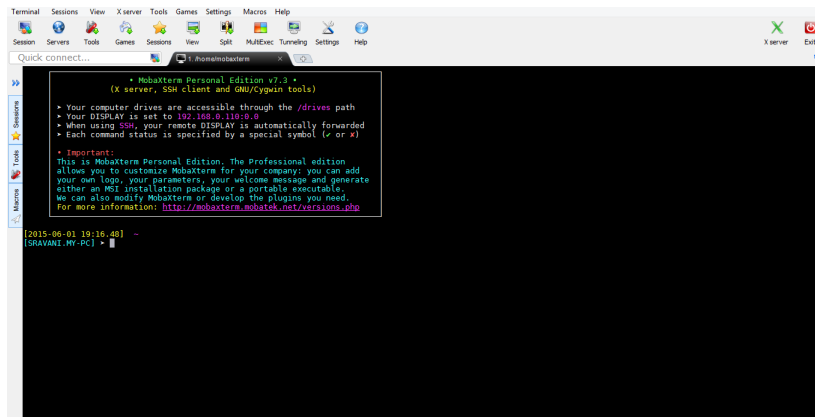 Terminal Sessions View X server Tools Games Settings Macros Help
Session Servers Tools Games Sessions View Split MultiExec Tunneling Settings Help X server Exit
Quick connect... 1. /home/mobaxterm
• MobaXterm Personal Edition v7.3 •
(X server, SSH client and GNU/Cygwin tools)
➤ Your computer drives are accessible through the /drives path
➤ Your DISPLAY is set to 192.168.0.110:0.0
➤ When using SSH, your remote DISPLAY is automatically forwarded
➤ Each command status is specified by a special symbol (✔ or ✘)
• Important:
This is MobaXterm Personal Edition. The Professional edition
allows you to customize MobaXterm for your company: you can add
your own logo, your parameters, your welcome message and generate
either an MSI installation package or a portable executable.
We can also modify MobaXterm or develop the plugins you need.
For more information: http://mobaxterm.mobatek.net/versions.php
[2015-06-01 19:16.48] ~
[SRAVANI.MY-PC] ➤
Sessions
Tools
Macros